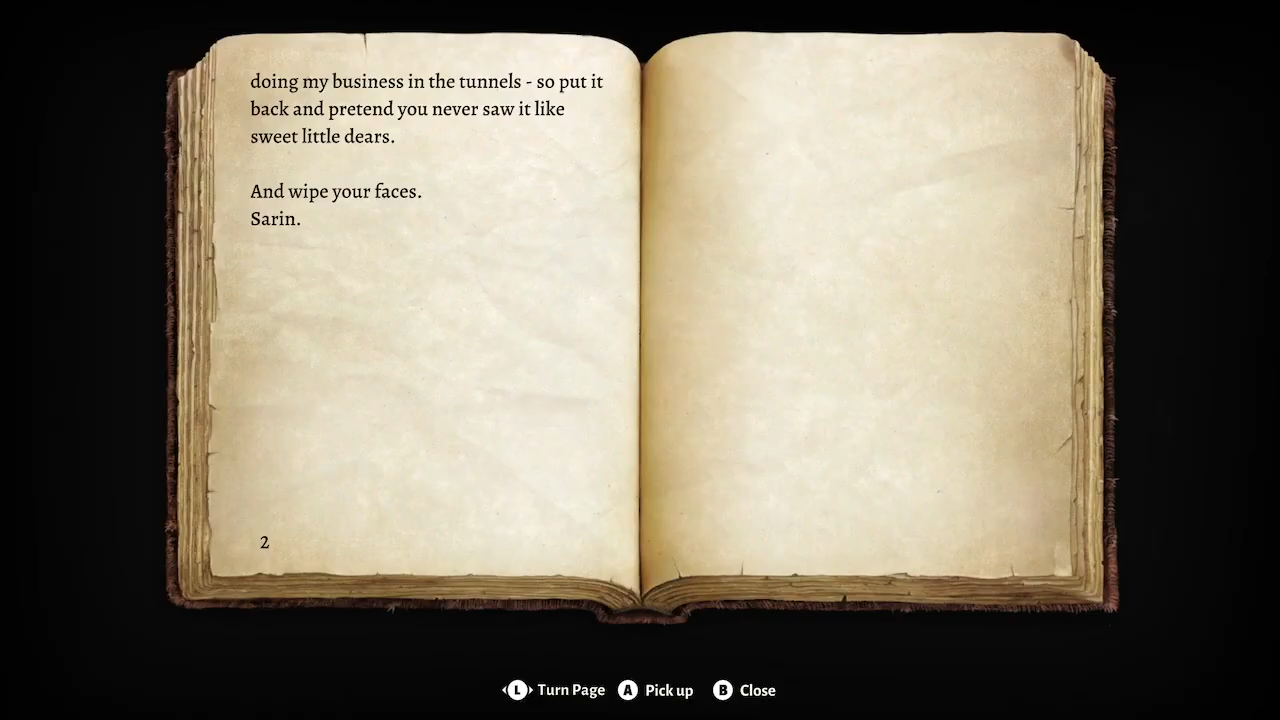 doing my business in the tunnels - so put it
back and pretend you never saw it like
sweet little dears.
And wipe your faces.
Sarin.
2
L Turn Page A Pick up B Close